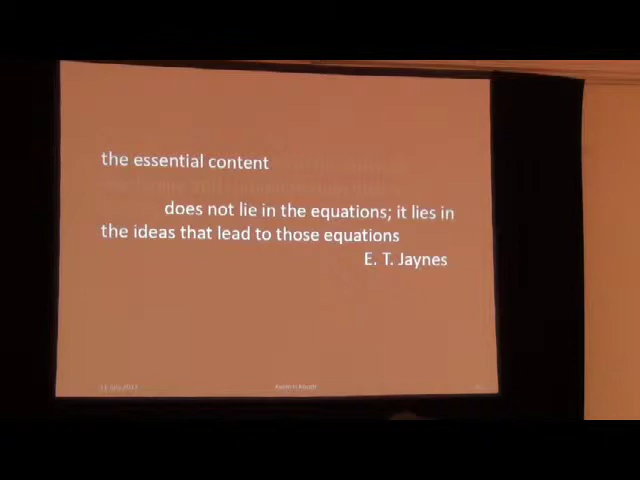 the essential content
does not lie in the equations; it lies in
the ideas that lead to those equations
E. T. Jaynes